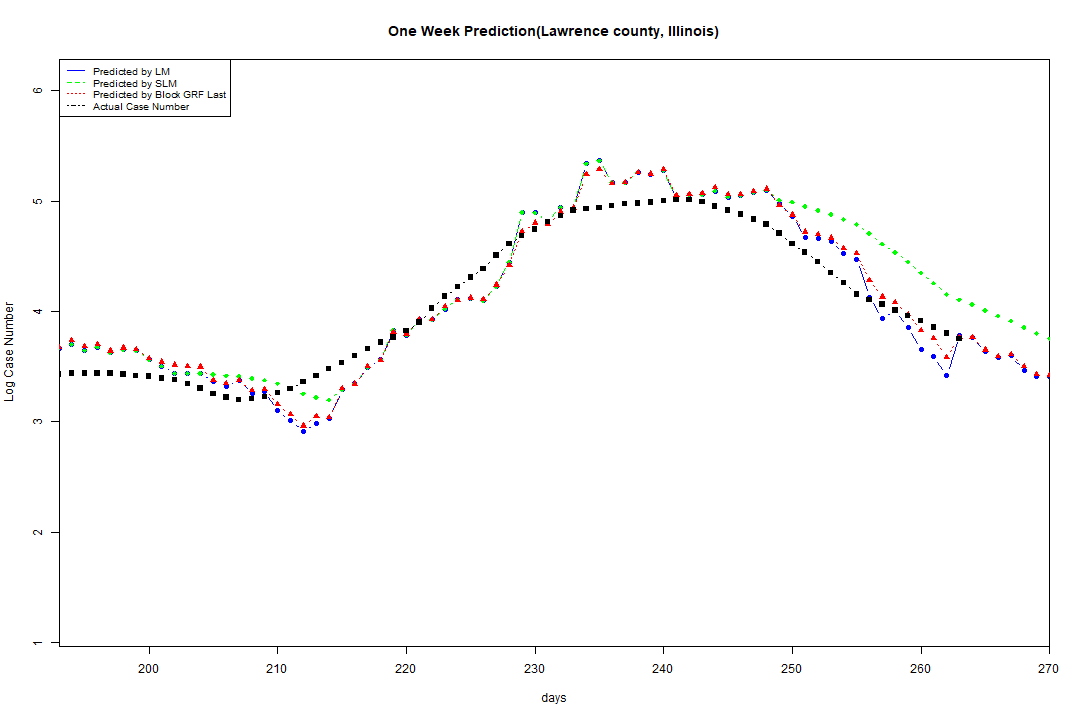 One Week Prediction(Lawrence county, Illinois)
Predicted by LM
Predicted by SLM
Predicted by Block GRF Last
Actual Case Number
6
5
4
3
2
1
Log Case Number
200 210 220 230 240 250 260 270
days